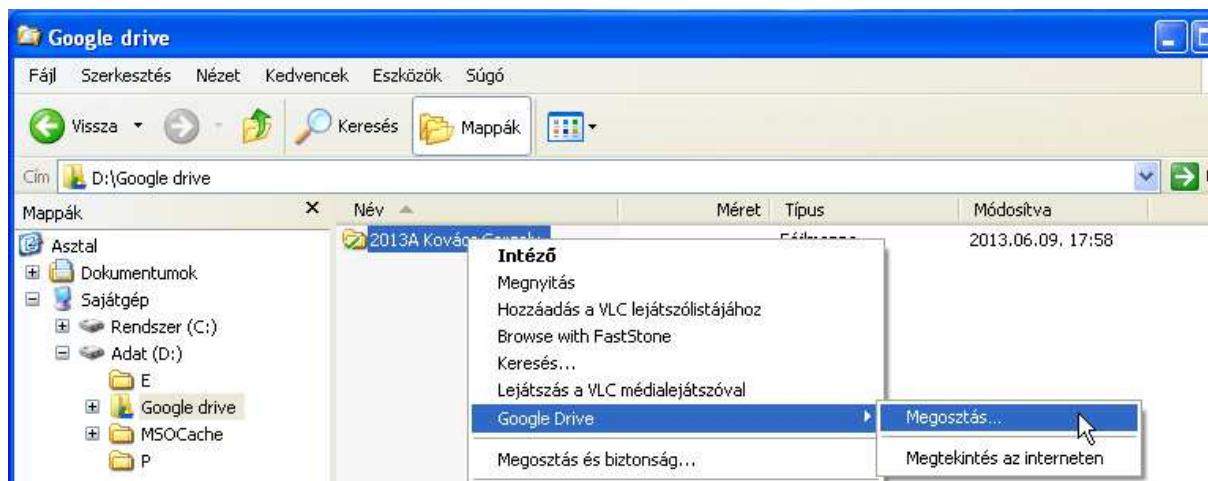 Google drive
Fájl Szerkesztés Nézet Kedvencek Eszközök Súgó
Vissza Keresés Mappák
Cím D:\Google drive
Mappák Név Méret Típus Módosítva
Asztal 2013A Kovács 2013.06.09. 17:58
Dokumentumok
Sajátgép
Rendszer (C:)
Adat (D:)
E
Google drive
MSOCache
P
Intéző
Megnyitás
Hozzáadás a VLC lejátszólistájához
Browse with FastStone
Keresés...
Lejátszás a VLC médialejátszóval
Google Drive
Megosztás és biztonság...
Megosztás...
Megtekintés az interneten